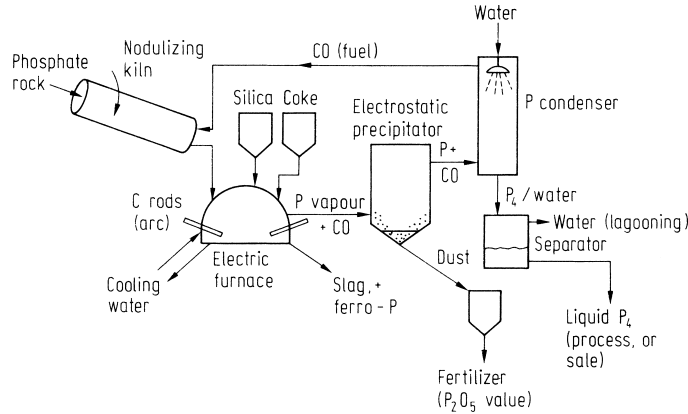 Water
CO (fuel)
Nodulizing
kiln
Phosphate
rock
Silica
Coke
Electrostatic
precipitator
P condenser
P+
CO
C rods
(arc)
P vapour
+ CO
P₄/water
Water (lagooning)
Separator
Electric
furnace
Dust
Cooling
water
Slag, +
ferro-P
Liquid P₄
(process, or
sale)
Fertilizer
(P₂O₅ value)